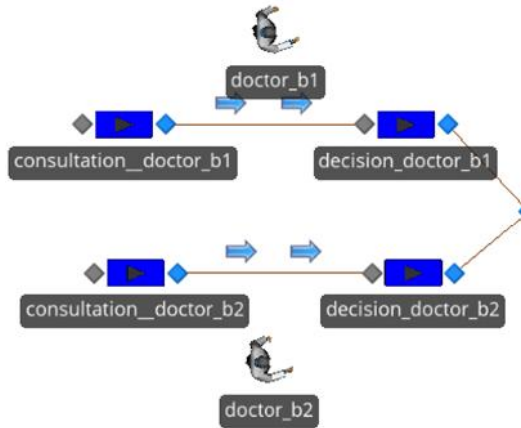 doctor_b1
consultation__doctor_b1
decision_doctor_b1
consultation__doctor_b2
decision_doctor_b2
doctor_b2